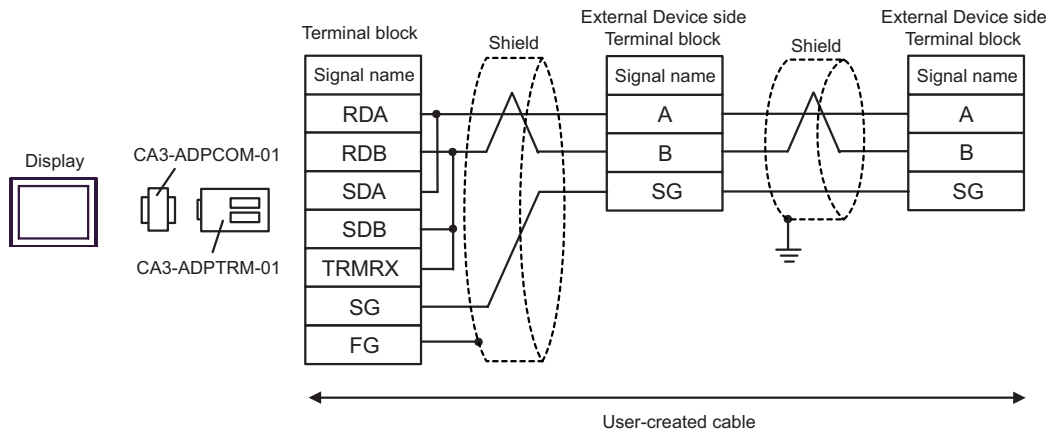 Display
CA3-ADPCOM-01
CA3-ADPTRM-01
Terminal block
Signal name
RDA
RDB
SDA
SDB
TRMRX
SG
FG
Shield
External Device side
Terminal block
Signal name
A
B
SG
Shield
External Device side
Terminal block
Signal name
A
B
SG
User-created cable